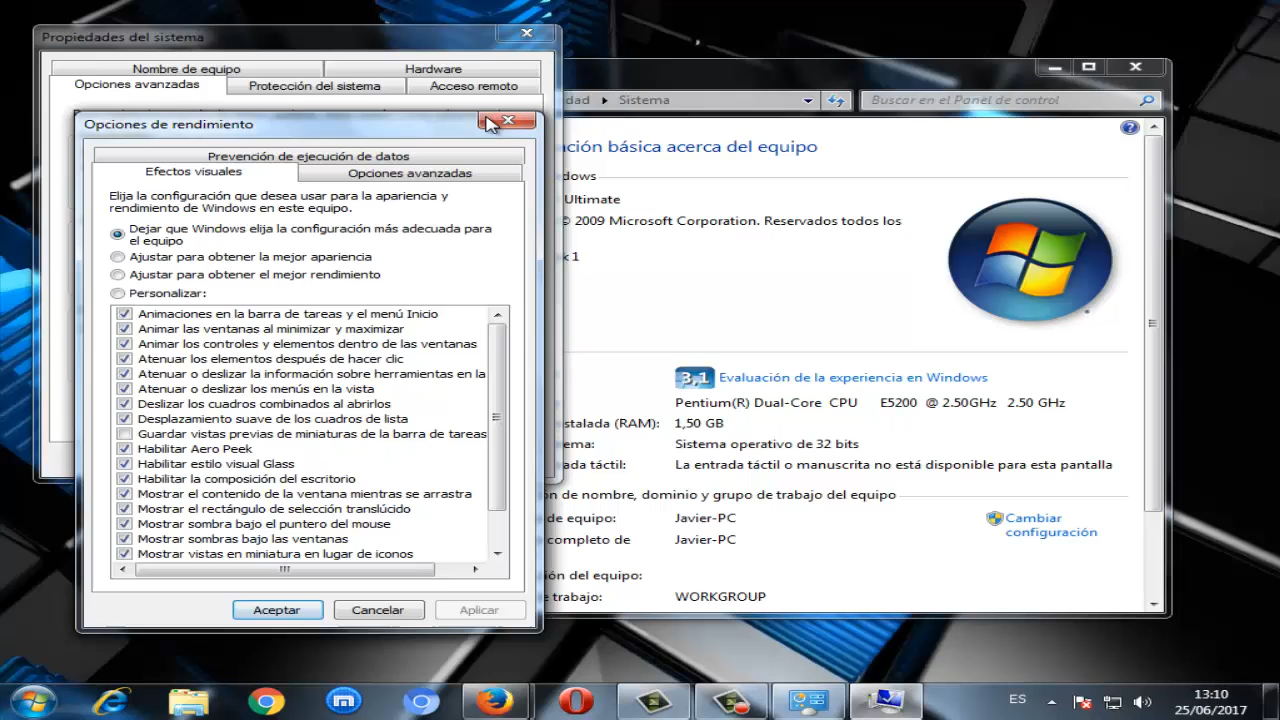 Propiedades del sistema
Nombre de equipo
Hardware
Opciones avanzadas
Protección del sistema
Acceso remoto
Opciones de rendimiento
Prevención de ejecución de datos
Efectos visuales
Opciones avanzadas
Elija la configuración que desea usar para la apariencia y
rendimiento de Windows en este equipo.
Dejar que Windows elija la configuración más adecuada para
el equipo
Ajustar para obtener la mejor apariencia
Ajustar para obtener el mejor rendimiento
Personalizar:
Animaciones en la barra de tareas y el menú Inicio
Animar las ventanas al minimizar y maximizar
Animar los controles y elementos dentro de las ventanas
Atenuar los elementos después de hacer clic
Atenuar o deslizar la información sobre herramientas en la
Atenuar o deslizar los menús en la vista
Deslizar los cuadros combinados al abrirlos
Desplazamiento suave de los cuadros de lista
Guardar vistas previas de miniaturas de la barra de tareas
Habilitar Aero Peek
Habilitar estilo visual Glass
Habilitar la composición del escritorio
Mostrar el contenido de la ventana mientras se arrastra
Mostrar el rectángulo de selección translúcido
Mostrar sombra bajo el puntero del mouse
Mostrar sombras bajo las ventanas
Mostrar vistas en miniatura en lugar de iconos
Aceptar
Cancelar
Aplicar
dad
Sistema
Buscar en el Panel de control
ción básica acerca del equipo
dows
Ultimate
© 2009 Microsoft Corporation. Reservados todos los
k 1
3,1 Evaluación de la experiencia en Windows
Pentium(R) Dual-Core CPU E5200 @ 2.50GHz 2.50 GHz
stalada (RAM): 1,50 GB
sema: Sistema operativo de 32 bits
ada táctil: La entrada táctil o manuscrita no está disponible para esta pantalla
ón de nombre, dominio y grupo de trabajo del equipo
de equipo: Javier-PC
Cambiar
configuración
completo de Javier-PC
ión del equipo:
de trabajo: WORKGROUP
ES
13:10
25/06/2017